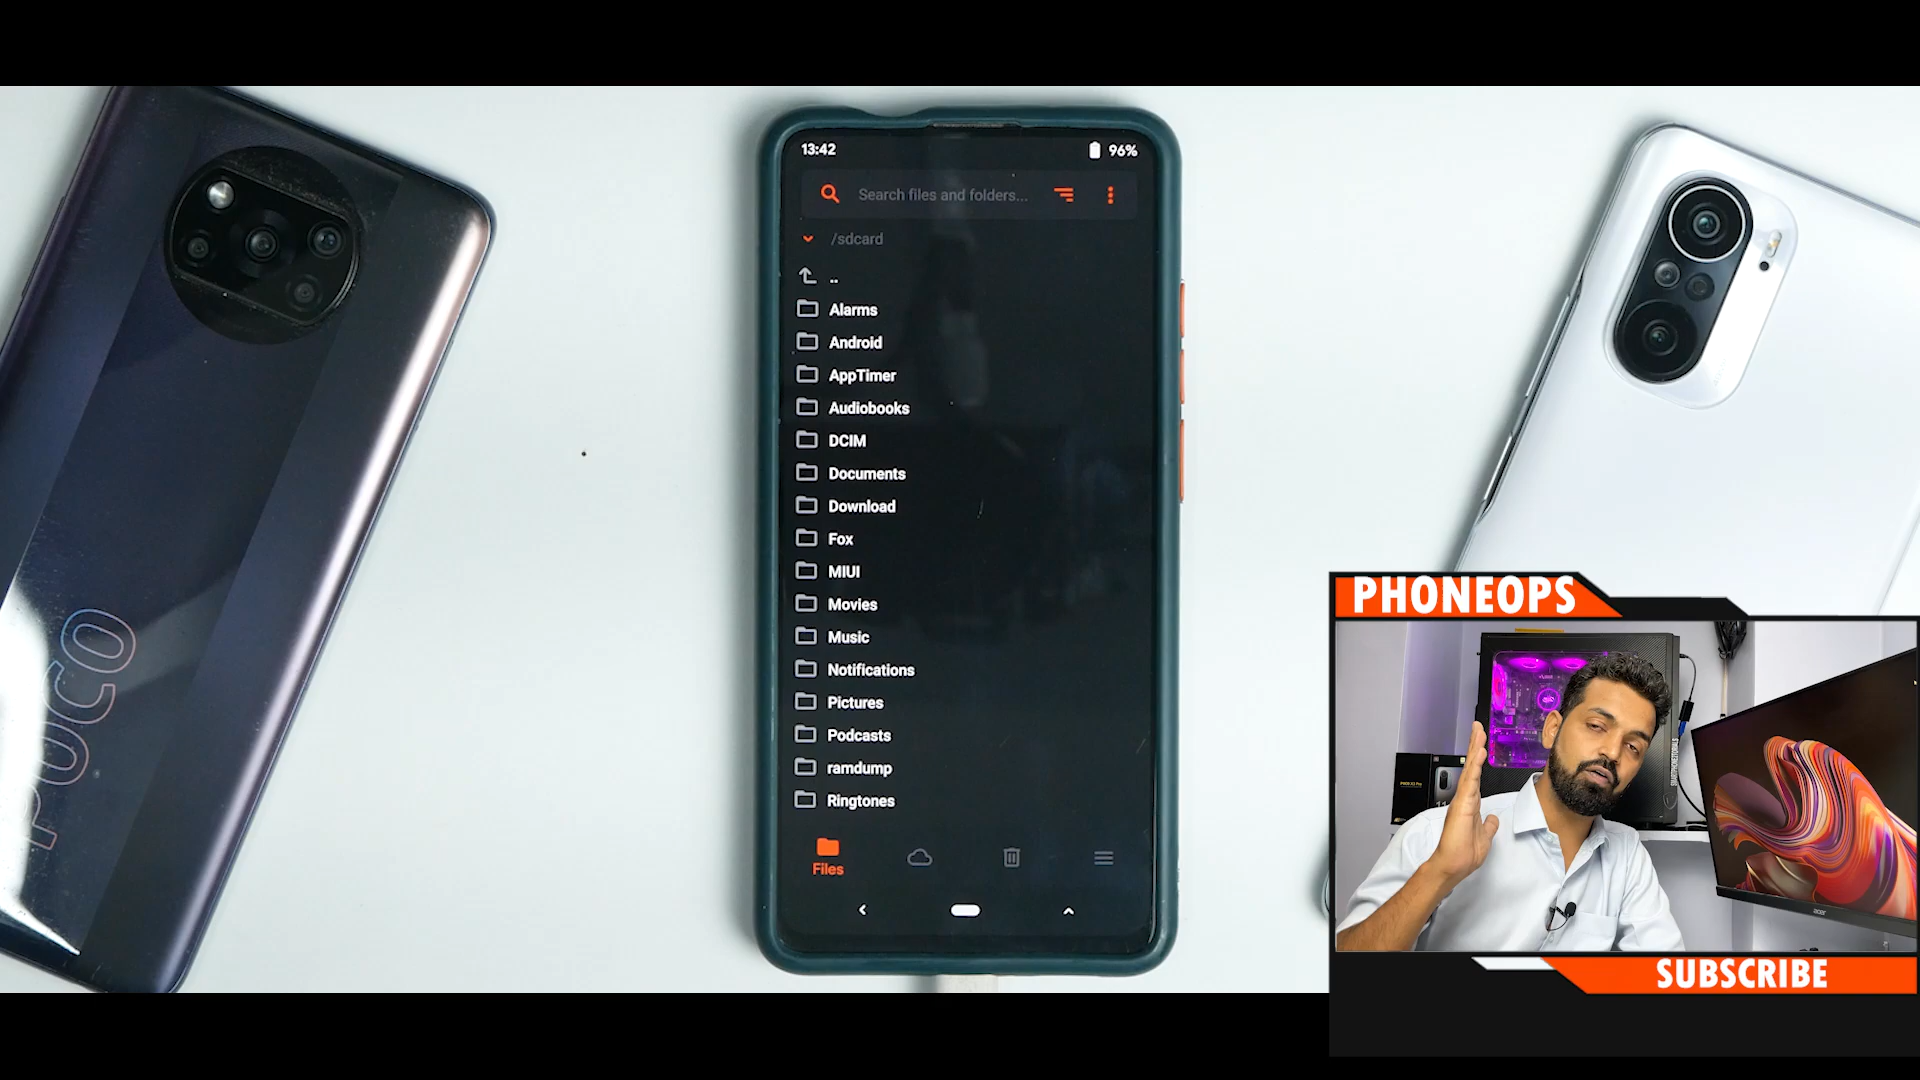 13:42
96%
Search files and folders...
/sdcard
..
Alarms
Android
AppTimer
Audiobooks
DCIM
Documents
Download
Fox
MIUI
Movies
Music
Notifications
Pictures
Podcasts
ramdump
Ringtones
Files
POCO
PHONEOPS
acer
SUBSCRIBE